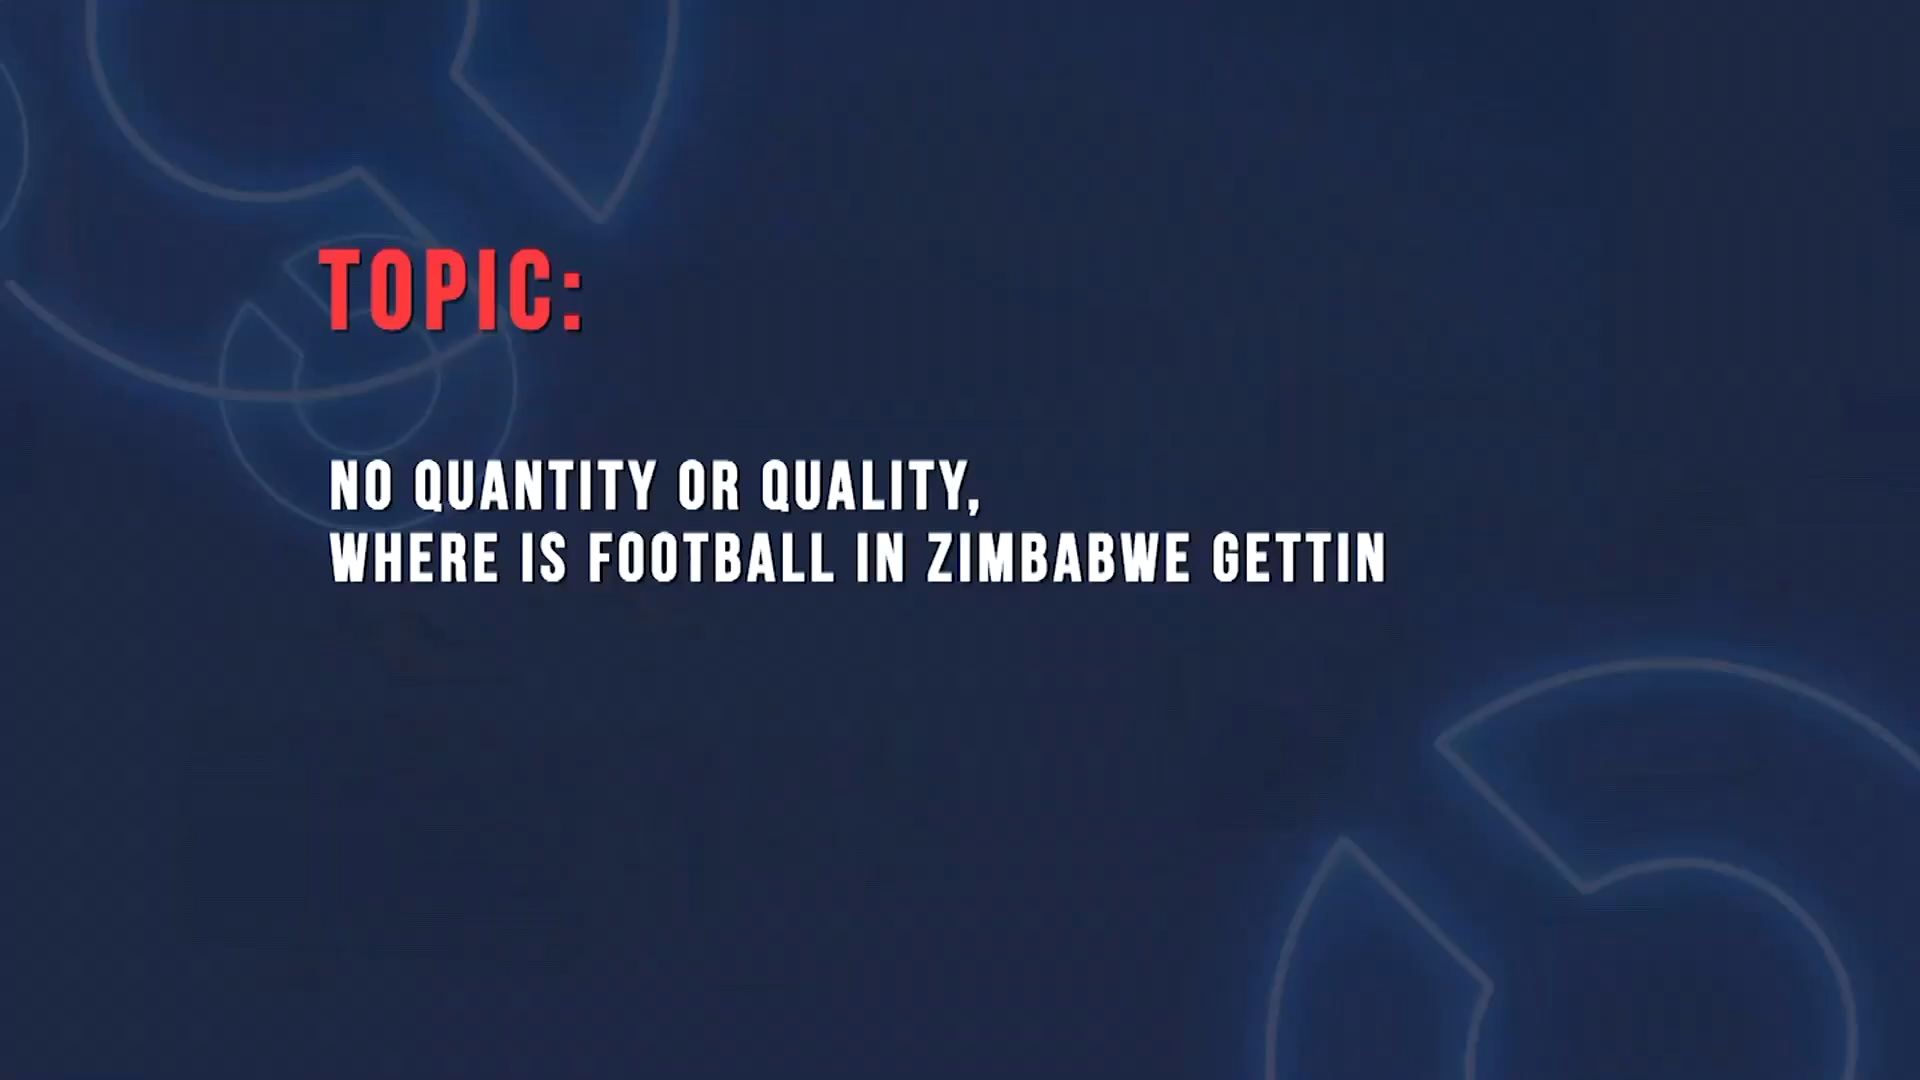 TOPIC:
NO QUANTITY OR QUALITY,
WHERE IS FOOTBALL IN ZIMBABWE GETTIN